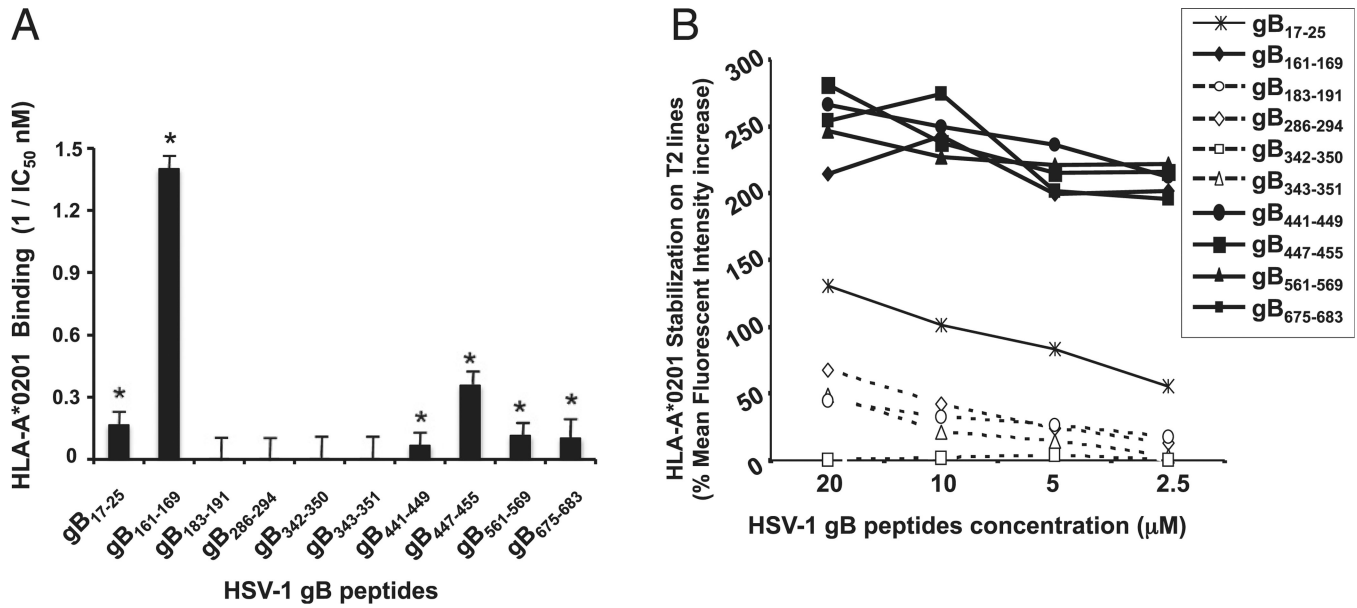 A
HLA-A*0201 Binding (1 / IC50 nM)
1.5
1.2
0.9
0.6
0.3
0
*
*
*
*
*
*
gB17-25
gB161-169
gB183-191
gB286-294
gB342-350
gB343-351
gB441-449
gB447-455
gB561-569
gB675-683
HSV-1 gB peptides
B
HLA-A*0201 Stabilization on T2 lines
(% Mean Fluorescent Intensity increase)
300
250
200
150
100
50
0
20 10 5 2.5
HSV-1 gB peptides concentration (μM)
gB17-25
gB161-169
gB183-191
gB286-294
gB342-350
gB343-351
gB441-449
gB447-455
gB561-569
gB675-683